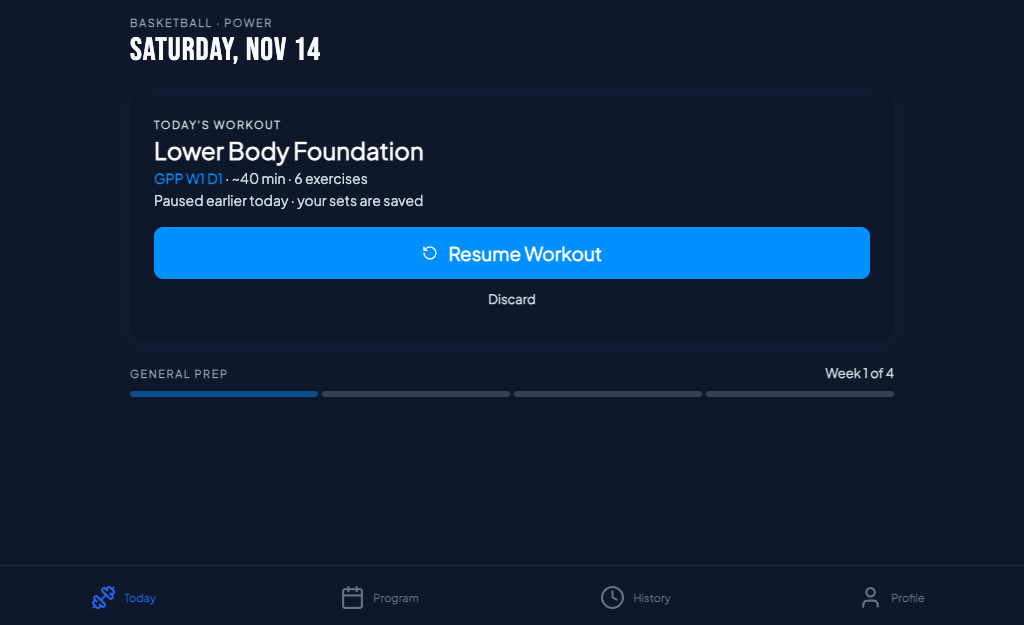 BASKETBALL · POWER
SATURDAY, NOV 14
TODAY'S WORKOUT
Lower Body Foundation
GPP W1 D1 · ~40 min · 6 exercises
Paused earlier today · your sets are saved
Resume Workout
Discard
GENERAL PREP
Week 1 of 4
Today
Program
History
Profile